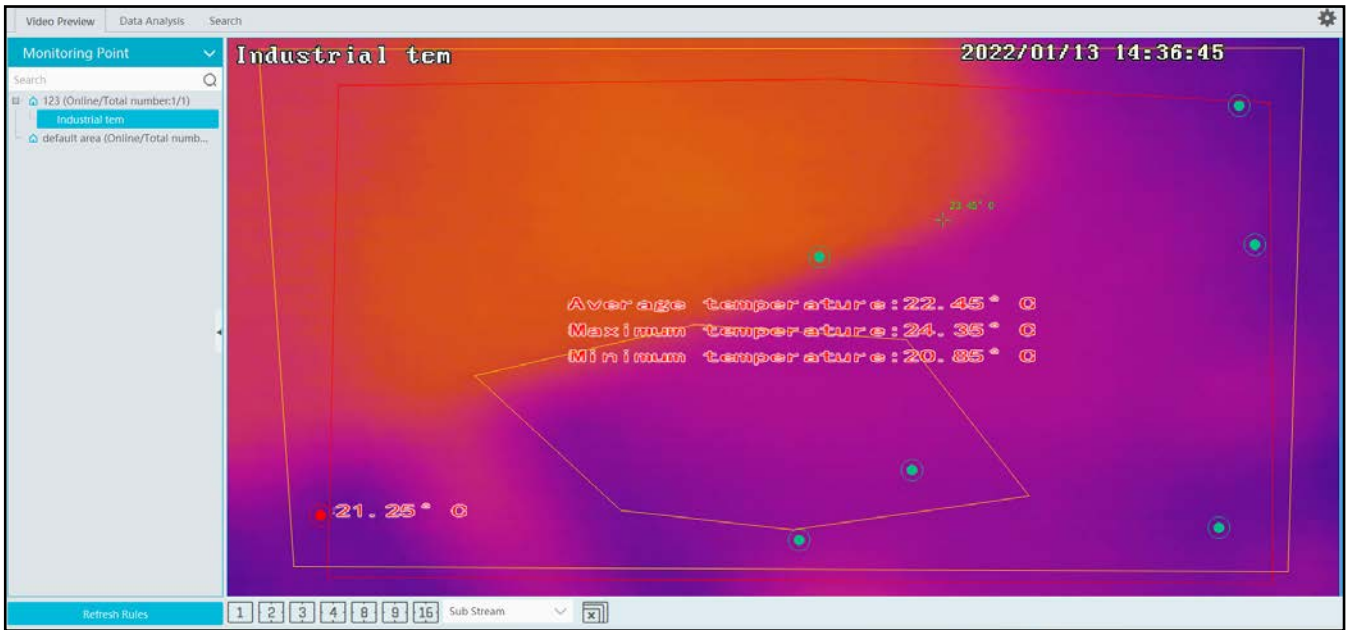 Video Preview Data Analysis Search
Monitoring Point
Search
123 (Online/Total number:1/1)
Industrial tem
default area (Online/Total numb...
Refresh Rules
Industrial tem
2022/01/13 14:36:45
23.45° C
Average temperature:22.45° C
Maximum temperature:24.35° C
Minimum temperature:20.85° C
21.25° C
1 2 3 4 8 9 16 Sub Stream